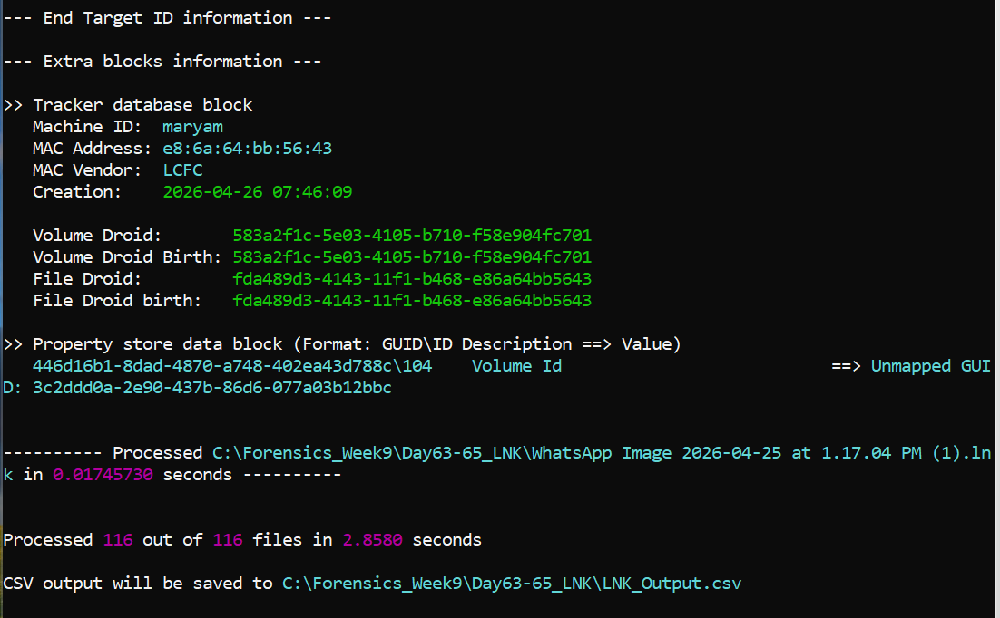 --- End Target ID information ---
--- Extra blocks information ---
>> Tracker database block
Machine ID: maryam
MAC Address: e8:6a:64:bb:56:43
MAC Vendor: LCFC
Creation: 2026-04-26 07:46:09
Volume Droid: 583a2f1c-5e03-4105-b710-f58e904fc701
Volume Droid Birth: 583a2f1c-5e03-4105-b710-f58e904fc701
File Droid: fda489d3-4143-11f1-b468-e86a64bb5643
File Droid birth: fda489d3-4143-11f1-b468-e86a64bb5643
>> Property store data block (Format: GUID\ID Description ==> Value)
446d16b1-8dad-4870-a748-402ea43d788c\104 Volume Id ==> Unmapped GUI
D: 3c2ddd0a-2e90-437b-86d6-077a03b12bbc
---------- Processed C:\Forensics_Week9\Day63-65_LNK\WhatsApp Image 2026-04-25 at 1.17.04 PM (1).ln
k in 0.01745730 seconds ----------
Processed 116 out of 116 files in 2.8580 seconds
CSV output will be saved to C:\Forensics_Week9\Day63-65_LNK\LNK_Output.csv